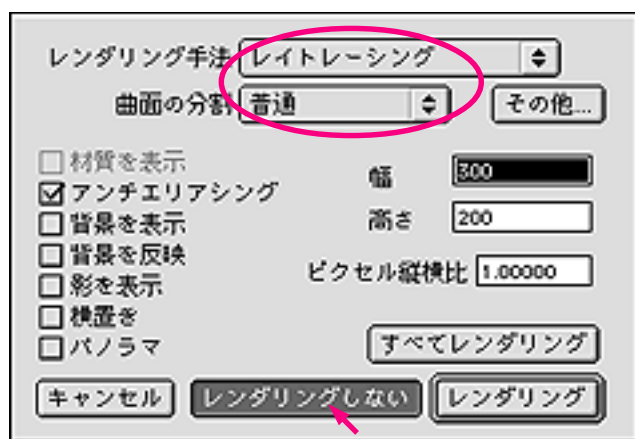 レンダリング手法 レイトレーシング
曲面の分割 普通 その他...
材質を表示
アンチエリアシング
背景を表示
背景を反映
影を表示
横置き
パノラマ
幅 300
高さ 200
ピクセル縦横比 1.00000
すべてレンダリング
キャンセル レンダリングしない レンダリング